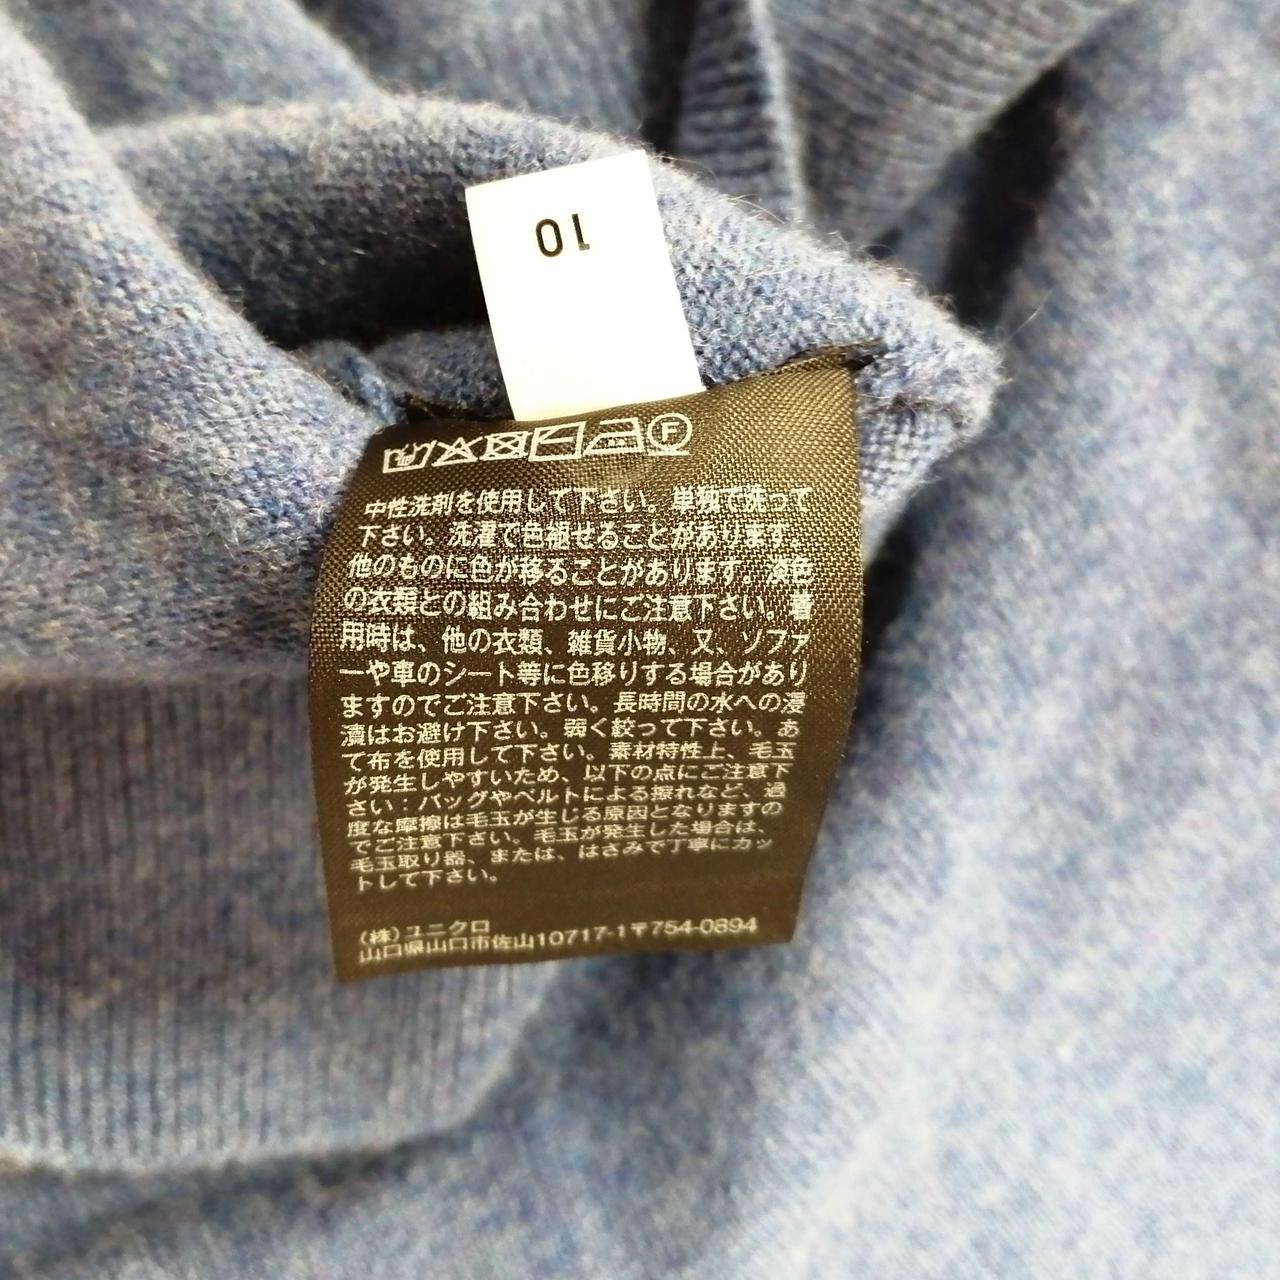 10
F
中性洗剤を使用して下さい。単独で洗って
下さい。洗濯で色褪せることがあります。
他のものに色が移ることがあります。淡色
の衣類との組み合わせにご注意下さい。着
用時は、他の衣類、雑貨小物、又、ソファ
ーや車のシート等に色移りする場合があり
ますのでご注意下さい。長時間の水への浸
漬はお避け下さい。弱く絞って下さい。あ
て布を使用して下さい。素材特性上、毛玉
が発生しやすいため、以下の点にご注意下
さい：バッグやベルトによる擦れなど、過
度な摩擦は毛玉が生じる原因となりますの
でご注意下さい。毛玉が発生した場合は、
毛玉取り器、または、はさみで丁寧にカッ
トして下さい。
(株)ユニクロ
山口県山口市佐山10717-1〒754-0894